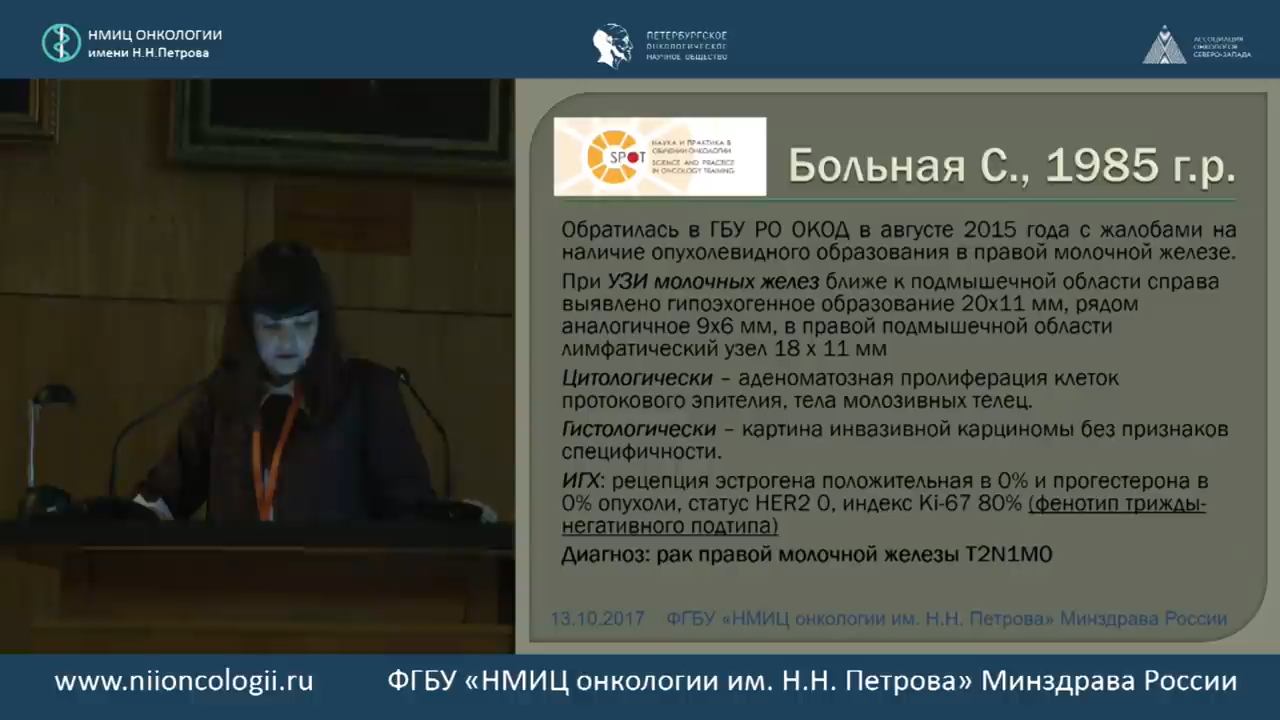 НМИЦ ОНКОЛОГИИ
имени Н.Н.Петрова
ПЕТЕРБУРГСКОЕ
ОНКОЛОГИЧЕСКОЕ
НАУЧНОЕ ОБЩЕСТВО
АССОЦИАЦИЯ
ОНКОЛОГОВ
СЕВЕРО-ЗАПАДА
SPOT
НАУКА И ПРАКТИКА В
ОБУЧЕНИИ ОНКОЛОГИИ
SCIENCE AND PRACTICE
IN ONCOLOGY TRAINING
Больная С., 1985 г.р.
Обратилась в ГБУ РО ОКОД в августе 2015 года с жалобами на
наличие опухолевидного образования в правой молочной железе.
При УЗИ молочных желез ближе к подмышечной области справа
выявлено гипоэхогенное образование 20x11 мм, рядом
аналогичное 9x6 мм, в правой подмышечной области
лимфатический узел 18 x 11 мм
Цитологически – аденоматозная пролиферация клеток
протокового эпителия, тела молозивных телец.
Гистологически – картина инвазивной карциномы без признаков
специфичности.
ИГХ: рецепция эстрогена положительная в 0% и прогестерона в
0% опухоли, статус HER2 0, индекс Ki-67 80% (фенотип трижды-
негативного подтипа)
Диагноз: рак правой молочной железы T2N1M0
13.10.2017 ФГБУ «НМИЦ онкологии им. Н.Н. Петрова» Минздрава России
www.niioncologii.ru ФГБУ «НМИЦ онкологии им. Н.Н. Петрова» Минздрава России